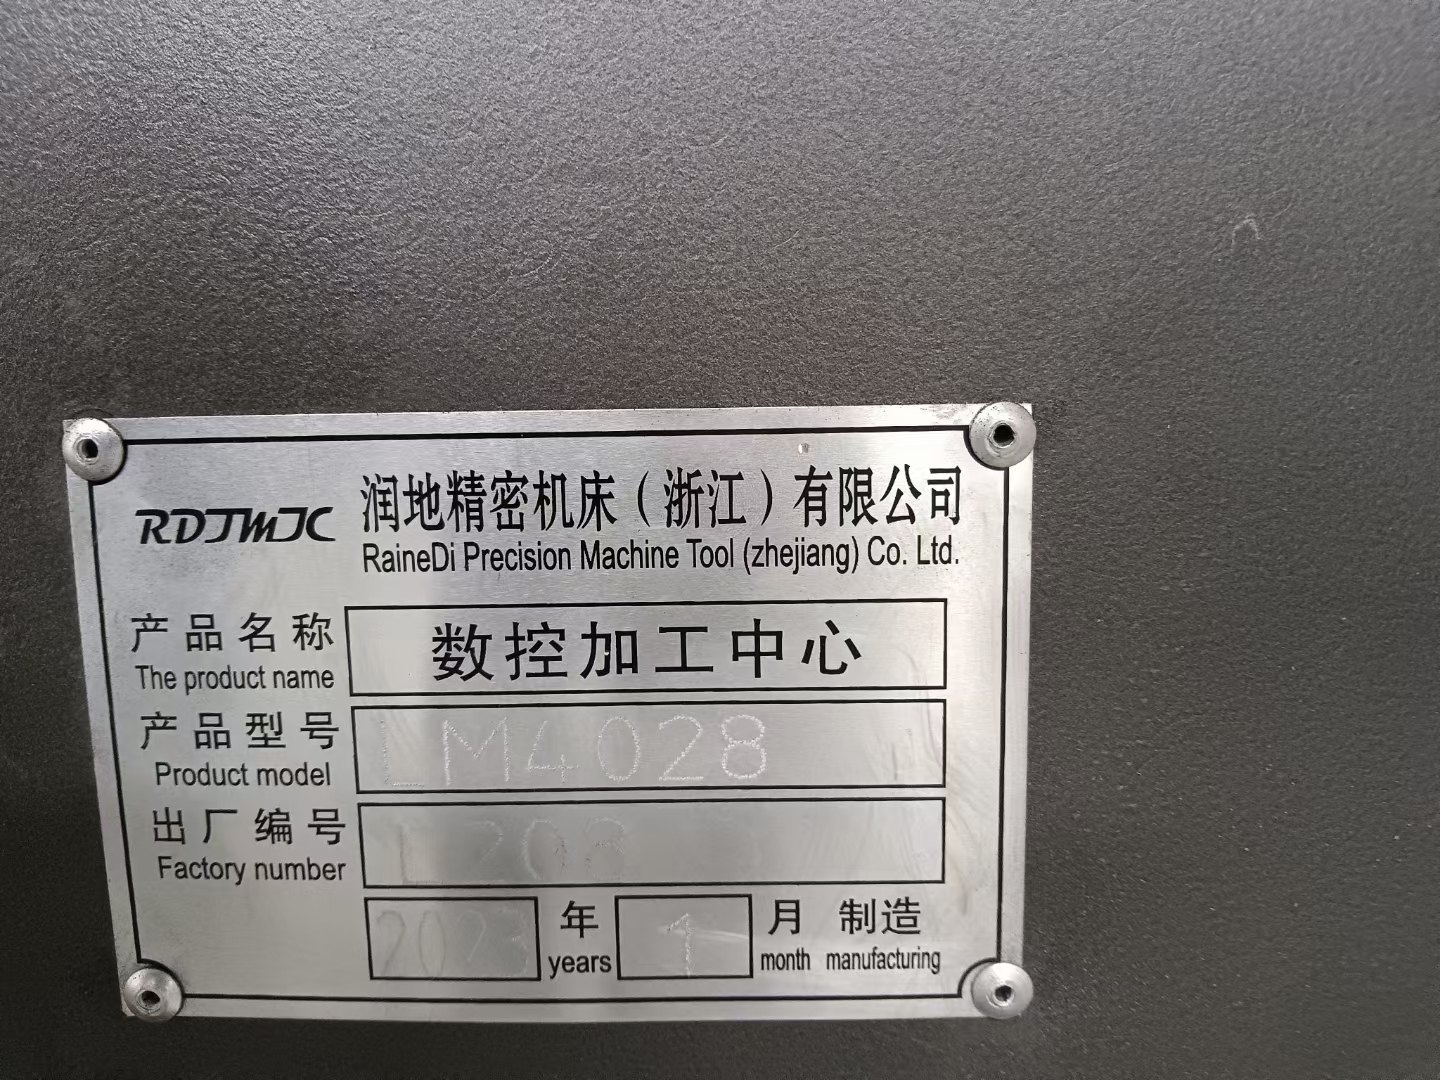 RDJMJC
润地精密机床（浙江）有限公司
RaineDi Precision Machine Tool (zhejiang) Co. Ltd.
产品名称 数控加工中心
The product name
产品型号 LM4028
Product model
出厂编号 L208
Factory number
2023 年 1 月 制造
years month manufacturing